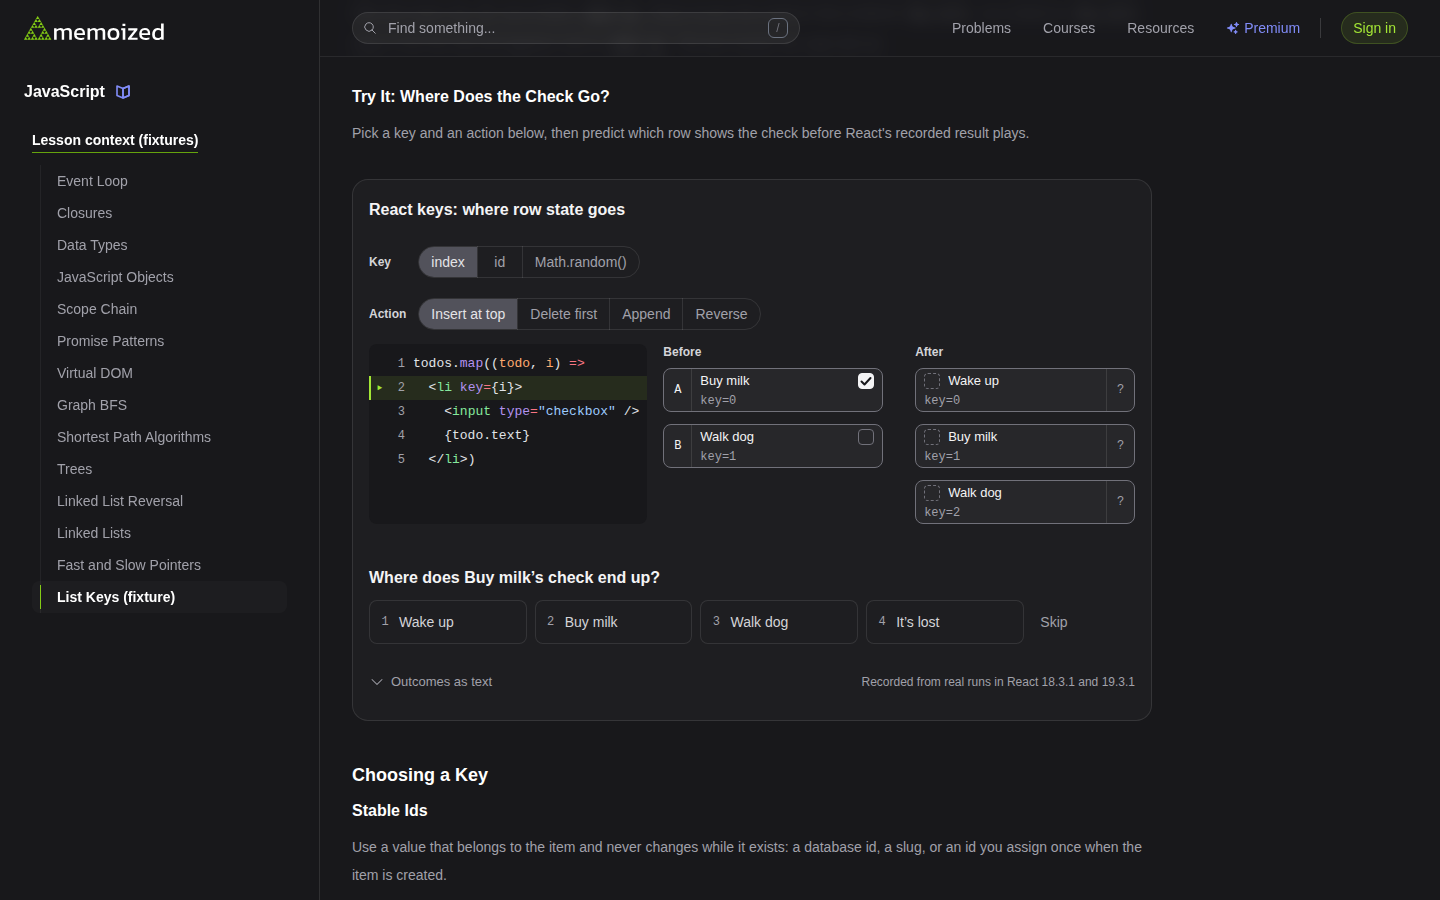 memoized
Find something...
/
Problems
Courses
Resources
Premium
Sign in
JavaScript
Lesson context (fixtures)
Event Loop
Closures
Data Types
JavaScript Objects
Scope Chain
Promise Patterns
Virtual DOM
Graph BFS
Shortest Path Algorithms
Trees
Linked List Reversal
Linked Lists
Fast and Slow Pointers
List Keys (fixture)
Try It: Where Does the Check Go?
Pick a key and an action below, then predict which row shows the check before React's recorded result plays.
React keys: where row state goes
Key index id Math.random()
Action Insert at top Delete first Append Reverse
1 todos.map((todo, i) =>
2 <li key={i}>
3 <input type="checkbox" />
4 {todo.text}
5 </li>)
Before
A Buy milk
key=0
B Walk dog
key=1
After
Wake up ?
key=0
Buy milk ?
key=1
Walk dog ?
key=2
Where does Buy milk’s check end up?
1 Wake up
2 Buy milk
3 Walk dog
4 It’s lost
Skip
Outcomes as text
Recorded from real runs in React 18.3.1 and 19.3.1
Choosing a Key
Stable Ids
Use a value that belongs to the item and never changes while it exists: a database id, a slug, or an id you assign once when the
item is created.